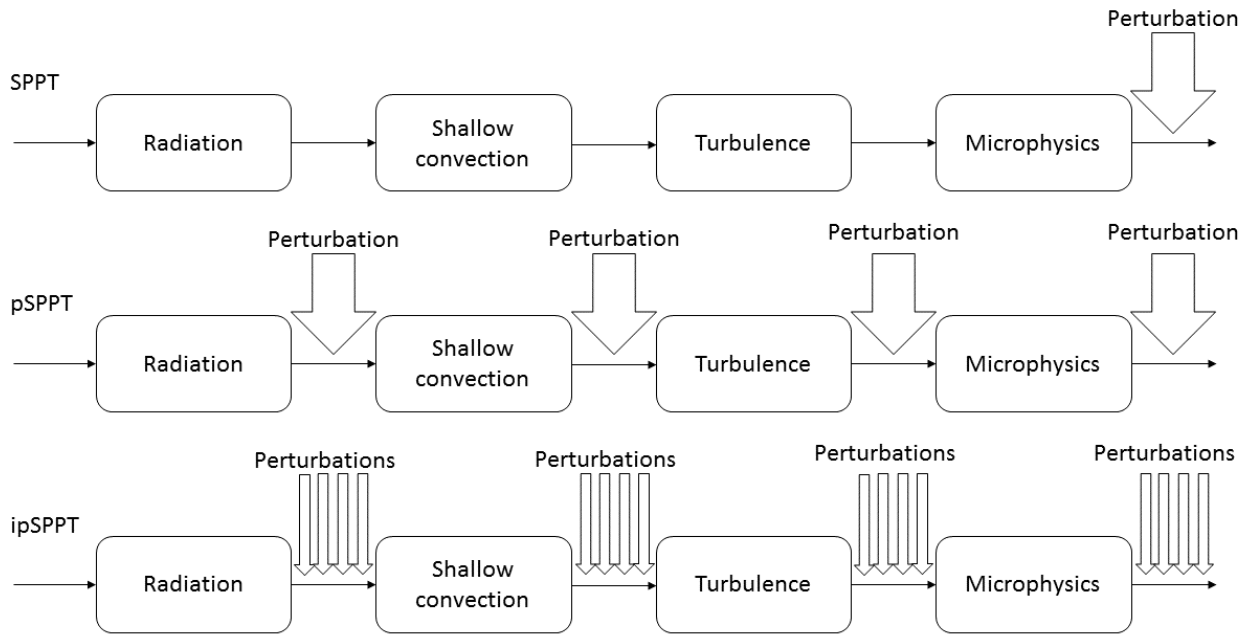 Perturbation
SPPT
Radiation
Shallow
convection
Turbulence
Microphysics
Perturbation
Perturbation
Perturbation
Perturbation
pSPPT
Radiation
Shallow
convection
Turbulence
Microphysics
Perturbations
Perturbations
Perturbations
Perturbations
ipSPPT
Radiation
Shallow
convection
Turbulence
Microphysics